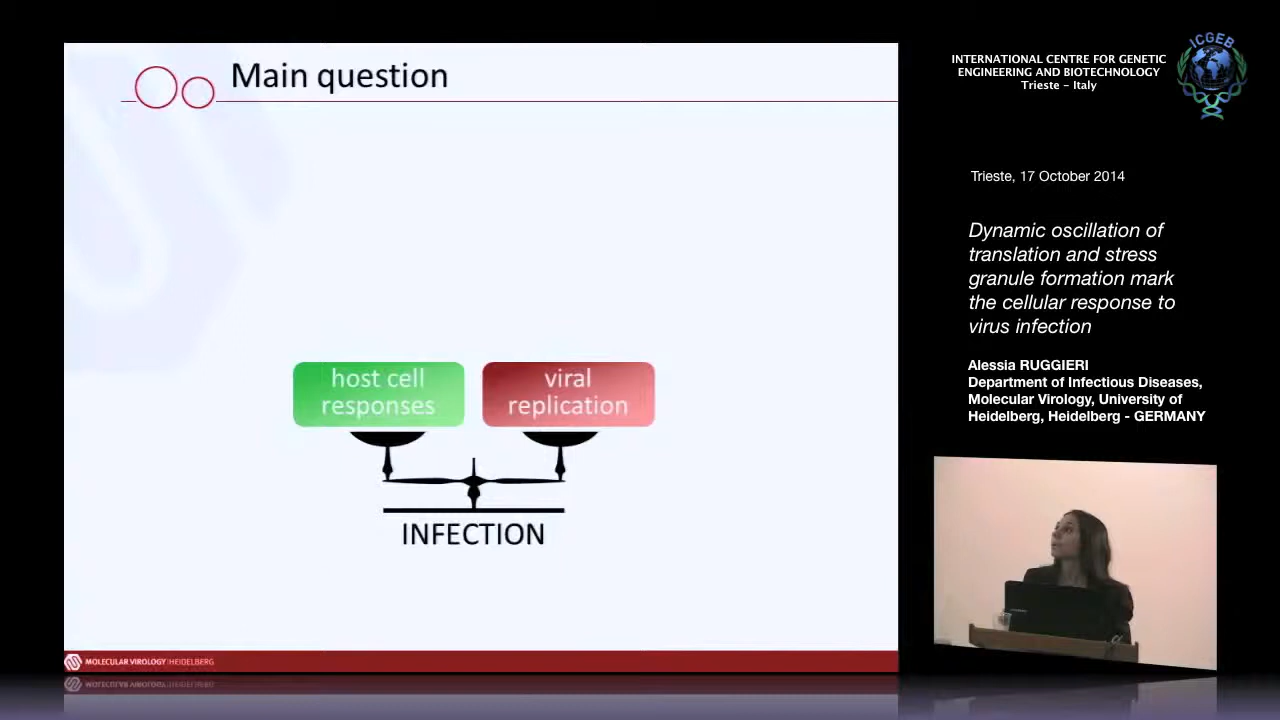 Main question
host cell
responses
viral
replication
INFECTION
MOLECULAR VIROLOGY | HEIDELBERG
INTERNATIONAL CENTRE FOR GENETIC
ENGINEERING AND BIOTECHNOLOGY
Trieste – Italy
ICGEB
Trieste, 17 October 2014
Dynamic oscillation of
translation and stress
granule formation mark
the cellular response to
virus infection
Alessia RUGGIERI
Department of Infectious Diseases,
Molecular Virology, University of
Heidelberg, Heidelberg - GERMANY